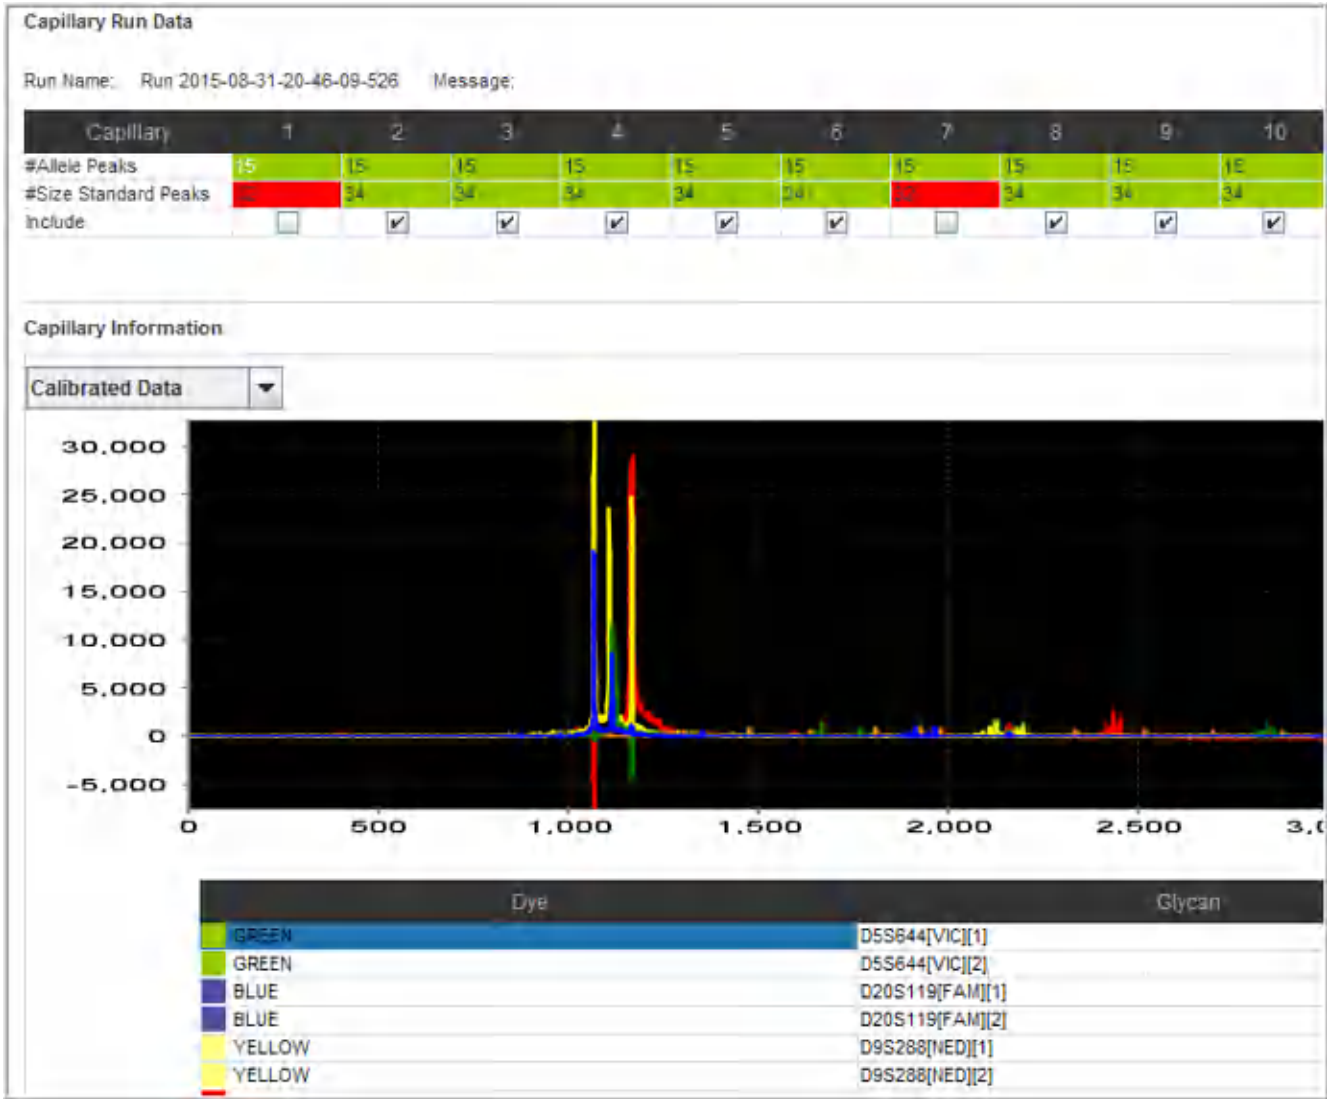 Capillary Run Data
Run Name: Run 2015-08-31-20-46-09-526 Message:
Capillary 1 2 3 4 5 6 7 8 9 10
#Allele Peaks 15 15 15 15 15 15 15 15 15 15
#Size Standard Peaks 34 34 34 34 34 34 34 34
Include
Capillary Information
Calibrated Data
30.000
25.000
20.000
15.000
10.000
5.000
0
-5.000
0 500 1.000 1.500 2.000 2.500
Dye Glycan
GREEN D5S644[VIC][1]
GREEN D5S644[VIC][2]
BLUE D20S119[FAM][1]
BLUE D20S119[FAM][2]
YELLOW D9S288[NED][1]
YELLOW D9S288[NED][2]